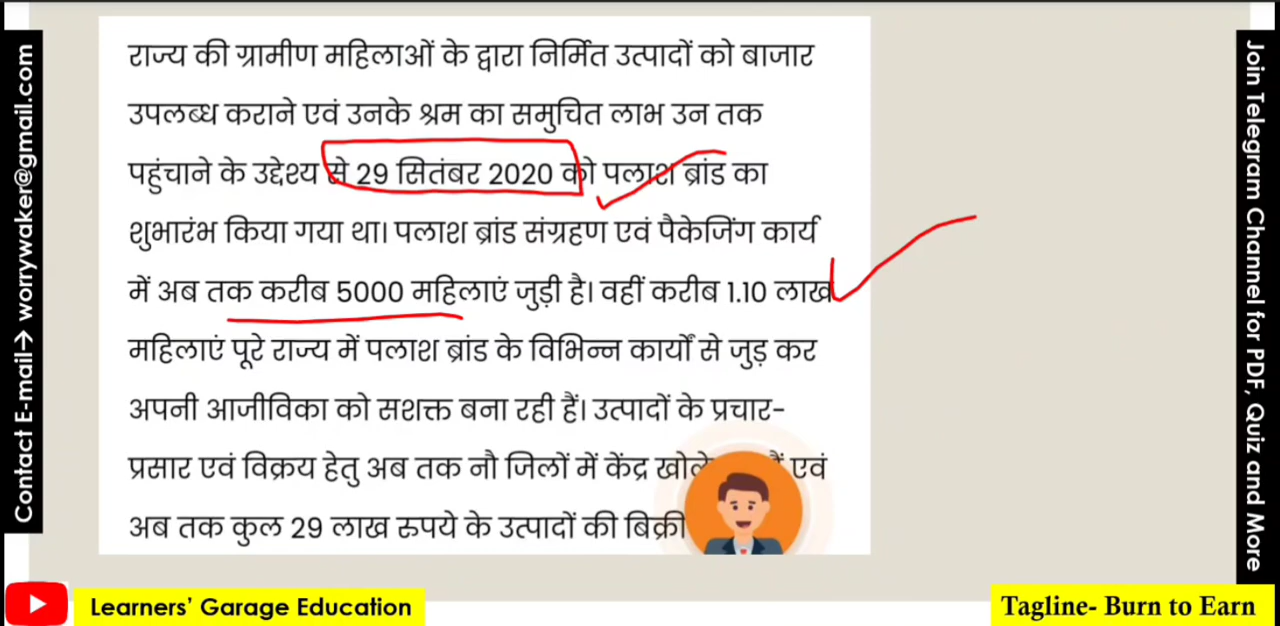 राज्य की ग्रामीण महिलाओं के द्वारा निर्मित उत्पादों को बाजार
उपलब्ध कराने एवं उनके श्रम का समुचित लाभ उन तक
पहुंचाने के उद्देश्य से 29 सितंबर 2020 को पलाश ब्रांड का
शुभारंभ किया गया था। पलाश ब्रांड संग्रहण एवं पैकेजिंग कार्य
में अब तक करीब 5000 महिलाएं जुड़ी है। वहीं करीब 1.10 लाख
महिलाएं पूरे राज्य में पलाश ब्रांड के विभिन्न कार्यों से जुड़ कर
अपनी आजीविका को सशक्त बना रही हैं। उत्पादों के प्रचार-
प्रसार एवं विक्रय हेतु अब तक नौ जिलों में केंद्र खोले एवं
अब तक कुल 29 लाख रुपये के उत्पादों की बिक्री
Contact E-mail→ worrywaker@gmail.com
Join Telegram Channel for PDF, Quiz and More
Learners' Garage Education
Tagline- Burn to Earn